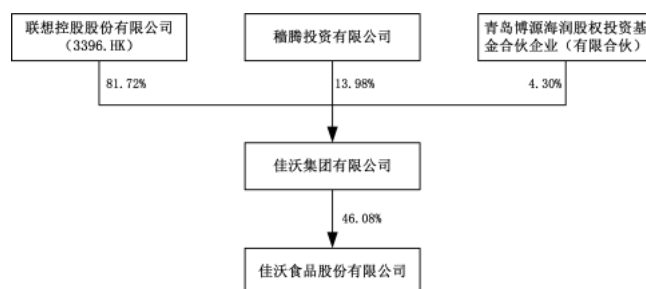 联想控股股份有限公司
（3396.HK）
穗腾投资有限公司
青岛博源海润股权投资基
金合伙企业（有限合伙）
81.72%
13.98%
4.30%
佳沃集团有限公司
46.08%
佳沃食品股份有限公司